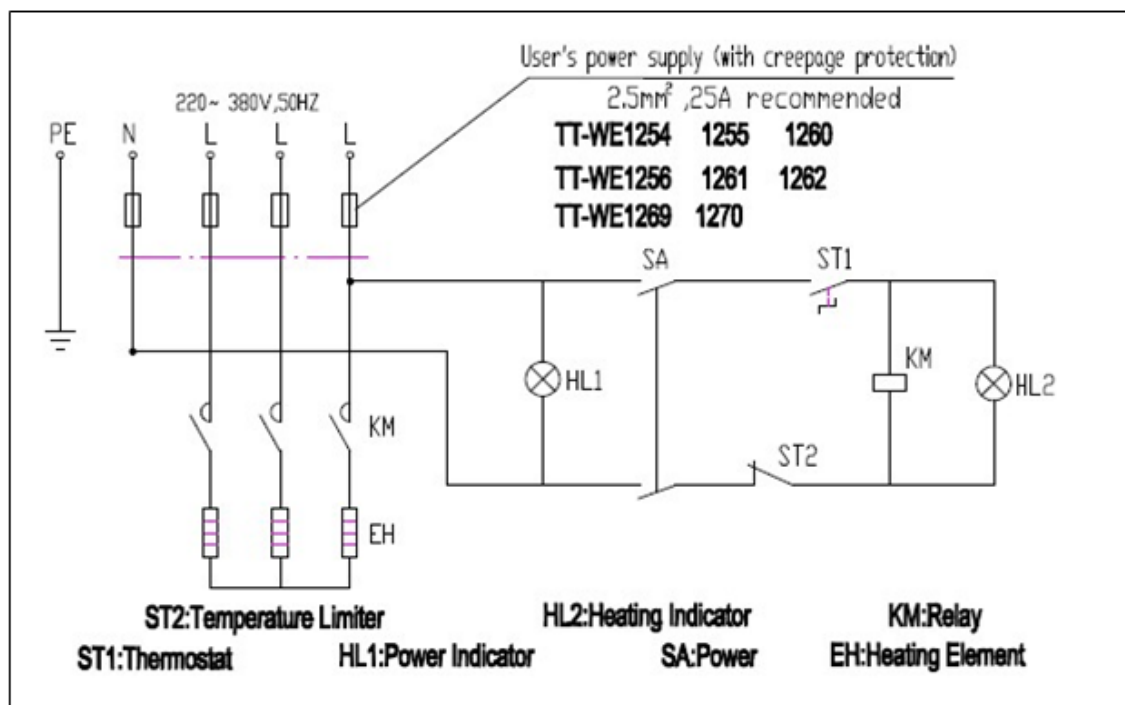 User's power supply (with creepage protection)
220~ 380V,50HZ
2.5mm² ,25A recommended
PE N L L L
TT-WE1254 1255 1260
TT-WE1256 1261 1262
TT-WE1269 1270
SA ST1
HL1 KM HL2
KM
ST2
EH
ST2:Temperature Limiter HL2:Heating Indicator KM:Relay
ST1:Thermostat HL1:Power Indicator SA:Power EH:Heating Element